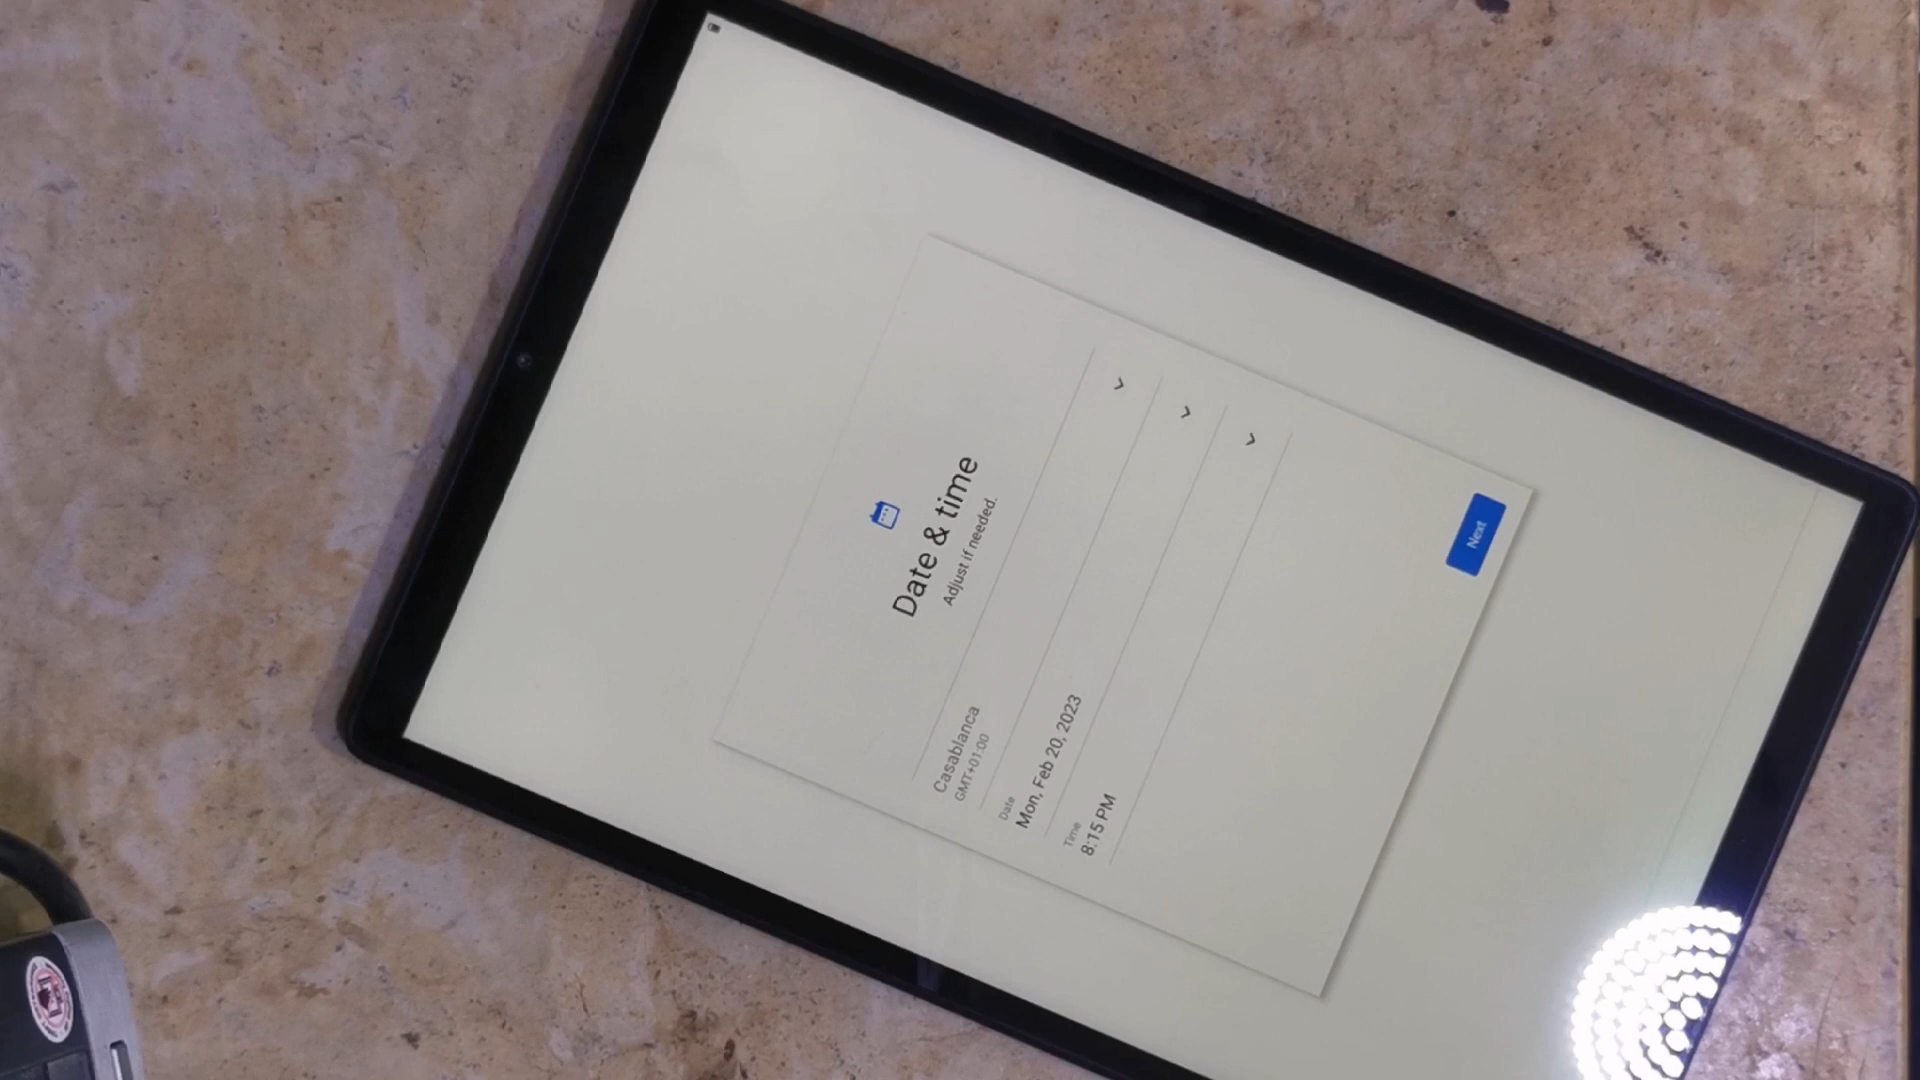 Date & time
Adjust if needed.
Casablanca
GMT+01:00
Date
Mon, Feb 20, 2023
Time
8:15 PM
Next